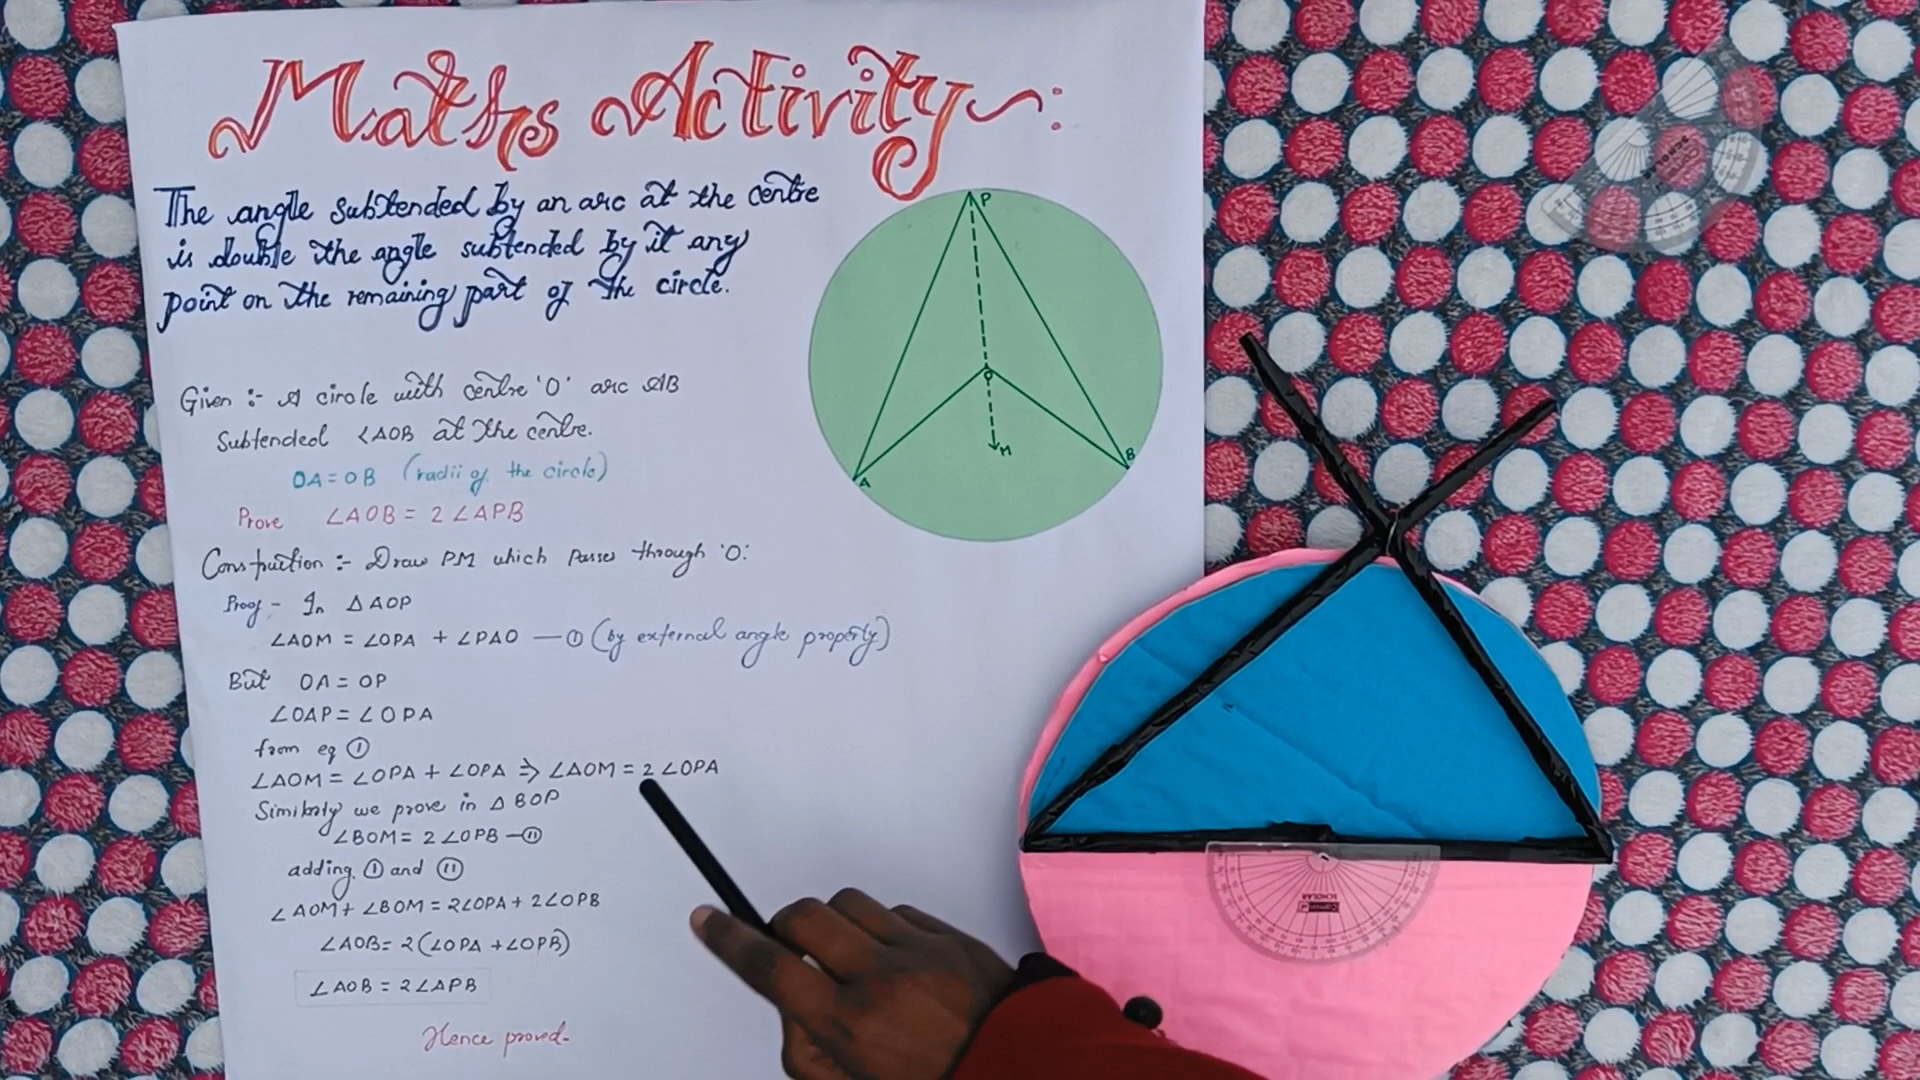 Maths Activity :
The angle subtended by an arc at the centre
is double the angle subtended by it any
point on the remaining part of the circle.
P
O
M
A
B
Given :- A circle with centre 'O' arc AB
Subtended ∠AOB at the centre.
OA = OB (radii of the circle)
Prove ∠AOB = 2∠APB
Construction :- Draw PM which Passes through 'O'.
Proof - In △AOP
∠AOM = ∠OPA + ∠PAO — ① (by external angle property)
But OA = OP
∠OAP = ∠OPA
from eq ①
∠AOM = ∠OPA + ∠OPA ⇒ ∠AOM = 2∠OPA
Similarly we prove in △BOP
∠BOM = 2∠OPB — ⑪
adding ① and ⑪
∠AOM + ∠BOM = 2∠OPA + 2∠OPB
∠AOB = 2(∠OPA + ∠OPB)
∠AOB = 2∠APB
Hence proved.
SCHOLAR